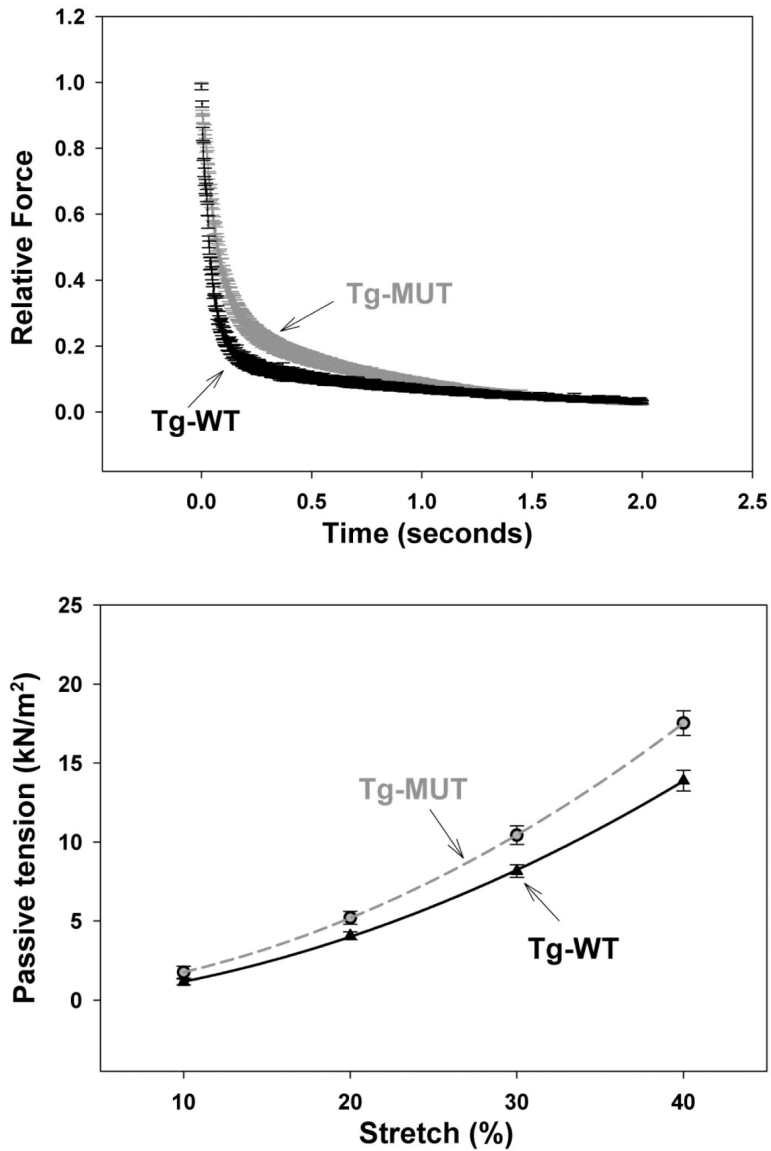 1.2
1.0
0.8
0.6
0.4
0.2
0.0
Relative Force
Tg-MUT
Tg-WT
0.0 0.5 1.0 1.5 2.0 2.5
Time (seconds)
25
20
15
10
5
0
Passive tension (kN/m²)
Tg-MUT
Tg-WT
10 20 30 40
Stretch (%)